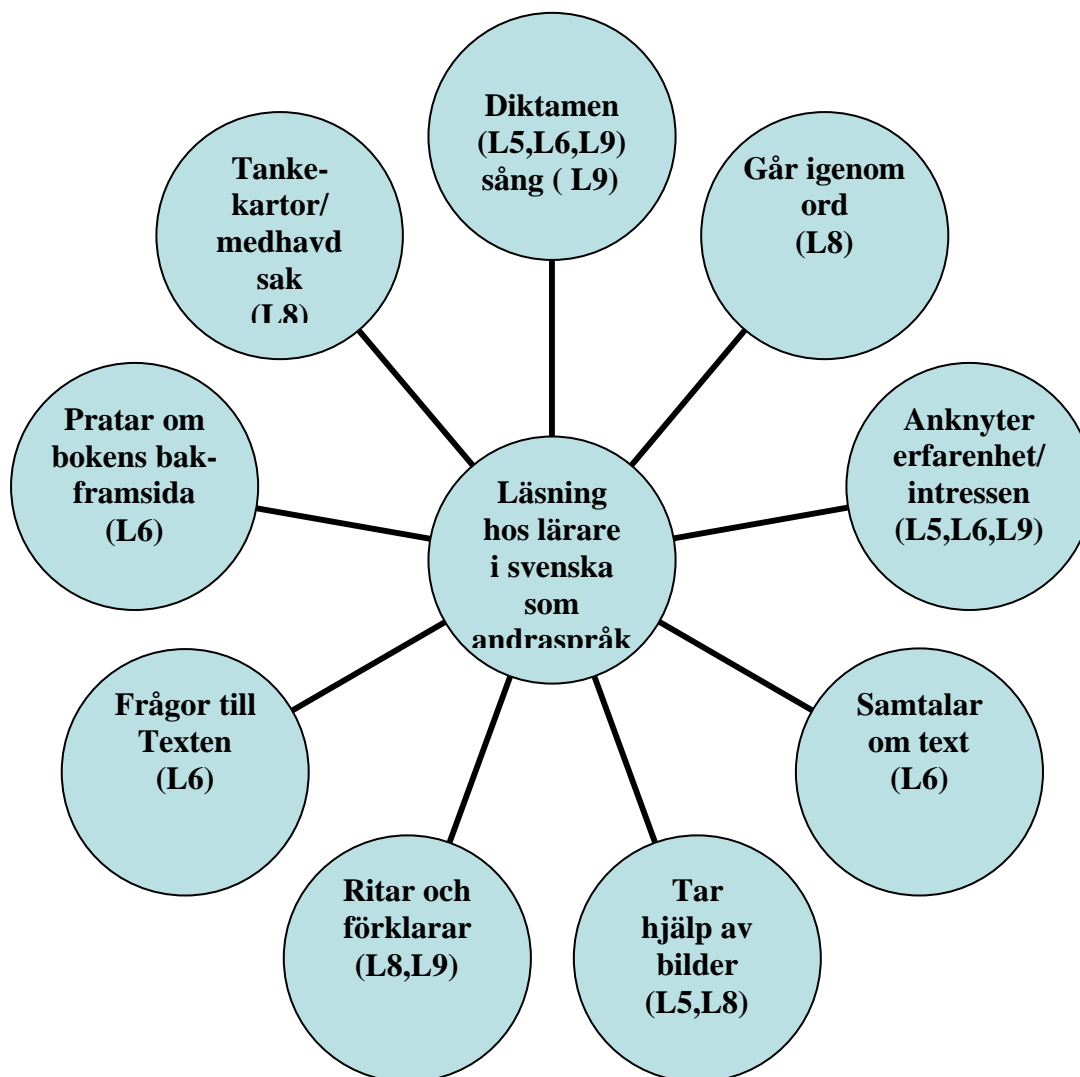 Diktamen
(L5,L6,L9)
sång ( L9)
Går igenom
ord
(L8)
Anknyter
erfarenhet/
intressen
(L5,L6,L9)
Samtalar
om text
(L6)
Tar
hjälp av
bilder
(L5,L8)
Ritar och
förklarar
(L8,L9)
Frågor till
Texten
(L6)
Pratar om
bokens bak-
framsida
(L6)
Tanke-
kartor/
medhavd
sak
(L8)
Läsning
hos lärare
i svenska
som
andraspråk